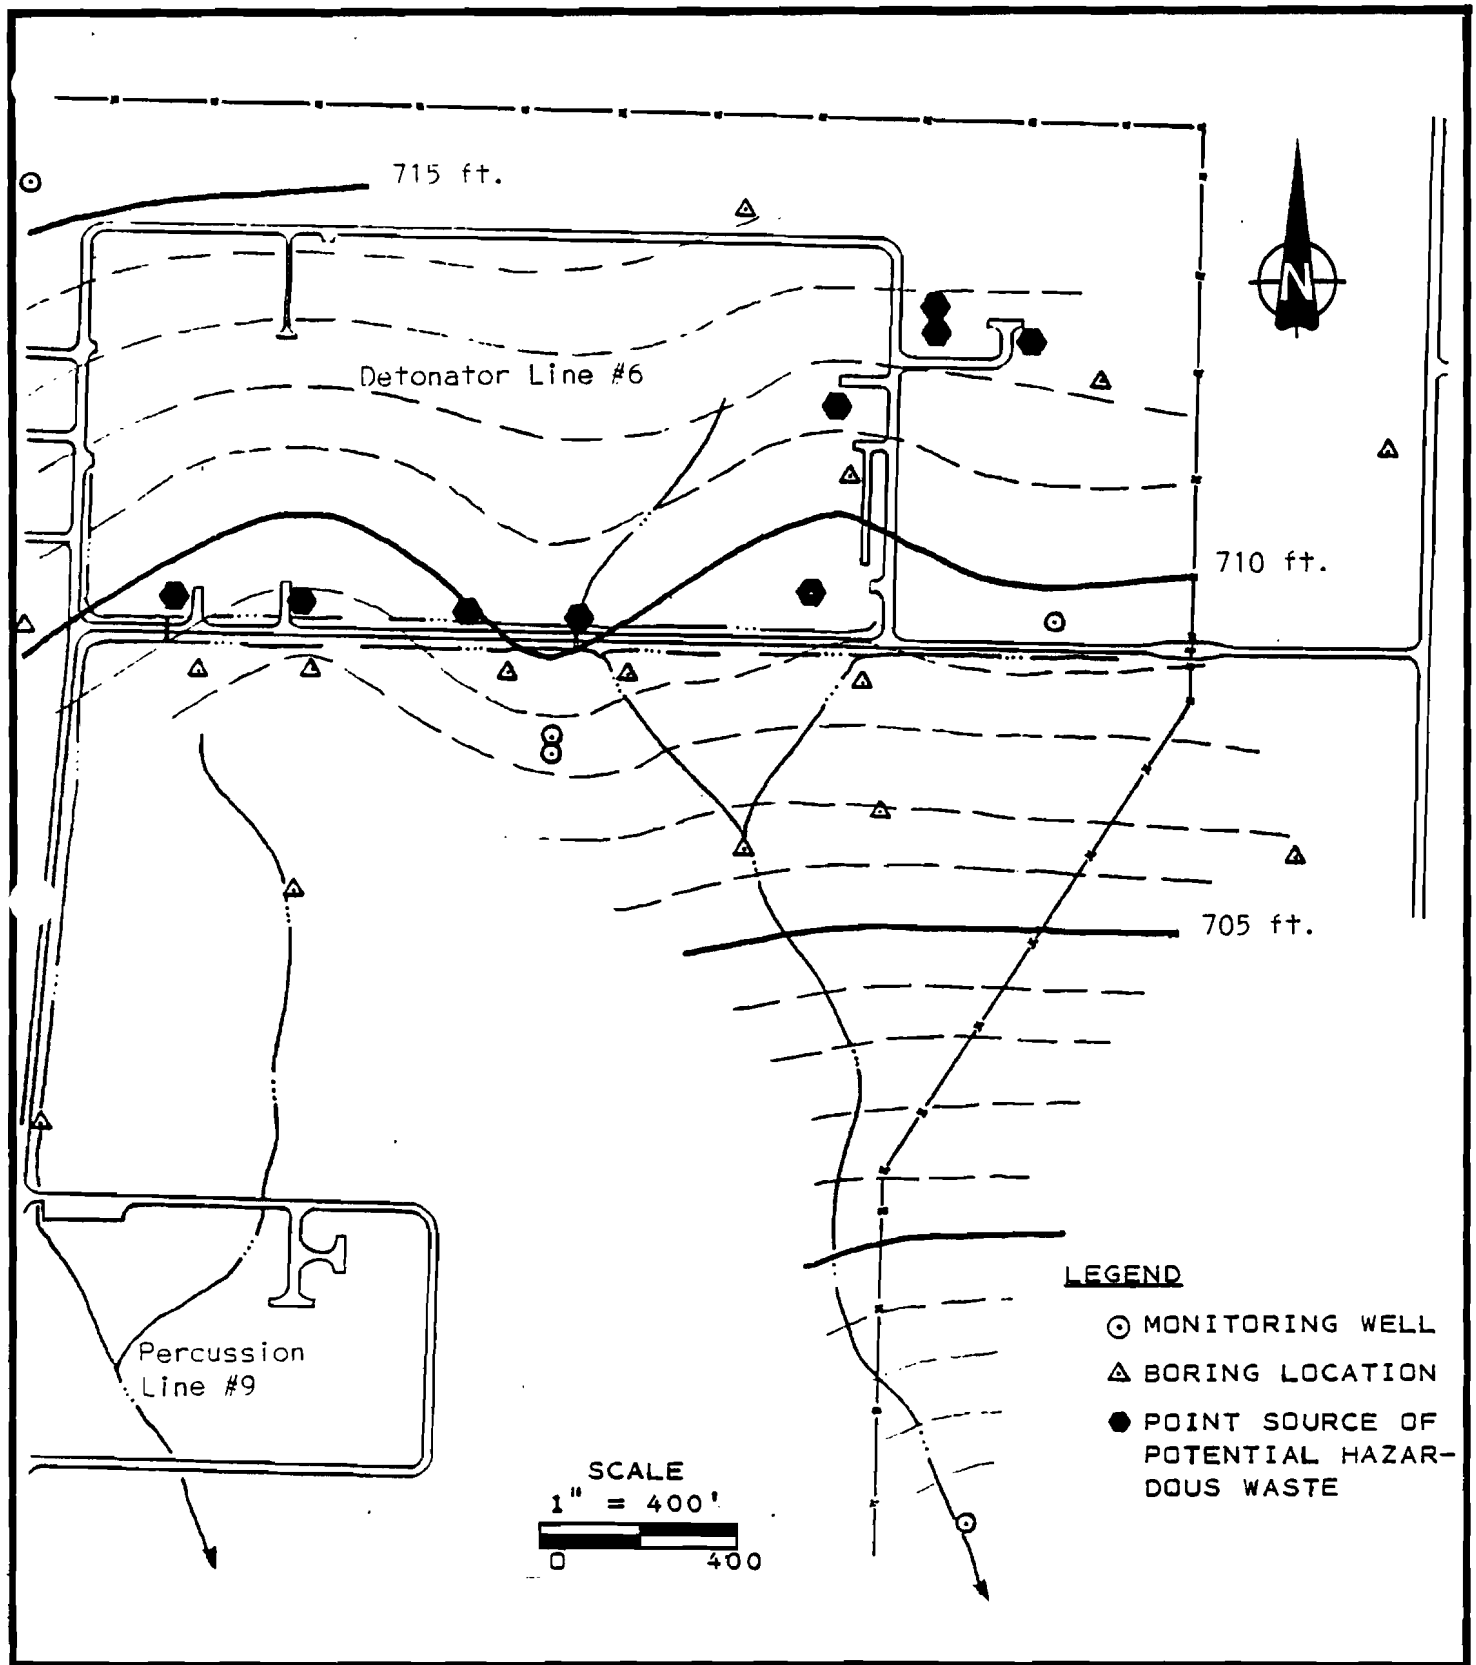 715 ft.
N
Detonator Line #6
710 ft.
705 ft.
LEGEND
MONITORING WELL
BORING LOCATION
POINT SOURCE OF
POTENTIAL HAZAR-
DOUS WASTE
Percussion
Line #9
SCALE
1" = 400'
0 400